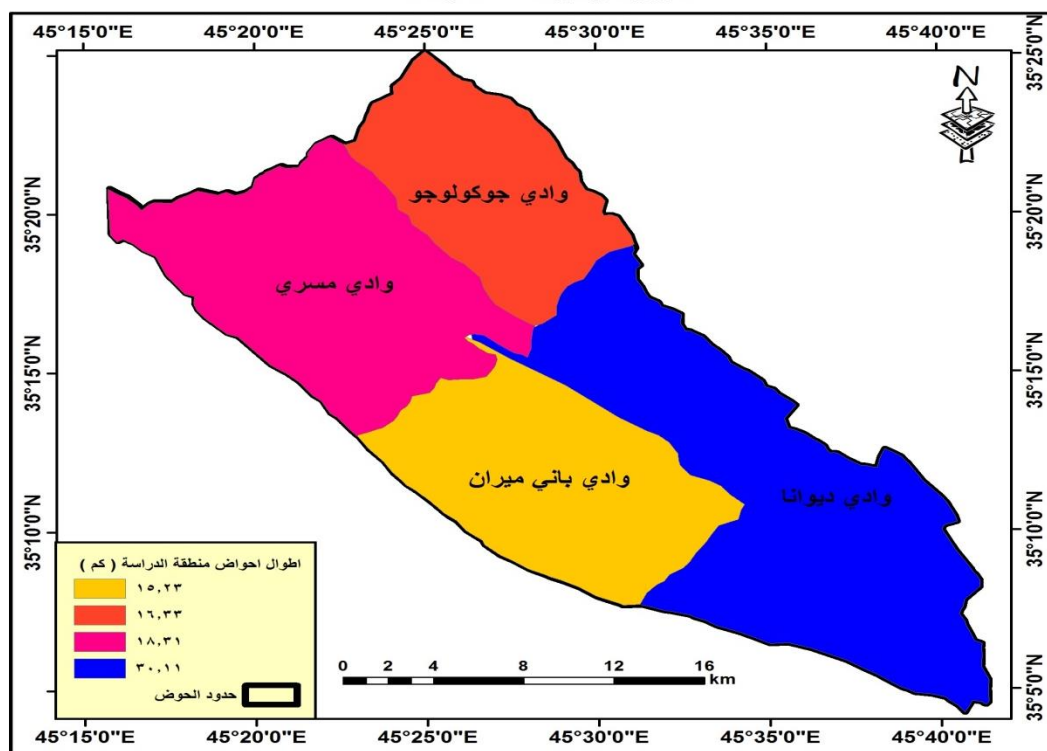 45°15'0"E 45°20'0"E 45°25'0"E 45°30'0"E 45°35'0"E 45°40'0"E
35°25'0"N
35°20'0"N
35°15'0"N
35°10'0"N
35°5'0"N
35°20'0"N
35°15'0"N
35°10'0"N
N
وادي جوكولوجو
وادي مسري
وادي باني ميران
وادي ديوانا
اطوال احواض منطقة الدراسة ( كم )
١٥,٢٣
١٦,٣٣
١٨,٣١
٣٠,١١
حدود الحوض
0 2 4 8 12 16
km
45°15'0"E 45°20'0"E 45°25'0"E 45°30'0"E 45°35'0"E 45°40'0"E